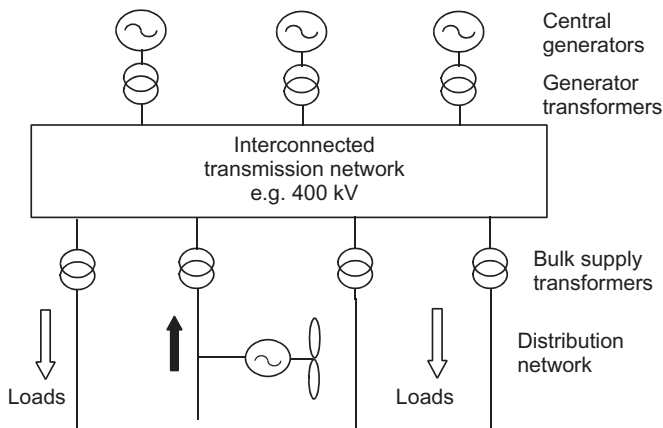 Central
generators
Generator
transformers
Interconnected
transmission network
e.g. 400 kV
Bulk supply
transformers
Distribution
network
Loads
Loads